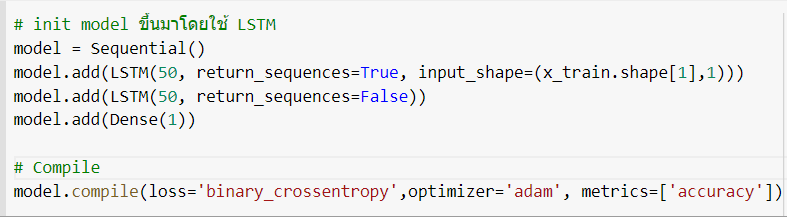 # init model ขึ้นมาโดยใช้ LSTM
model = Sequential()
model.add(LSTM(50, return_sequences=True, input_shape=(x_train.shape[1],1)))
model.add(LSTM(50, return_sequences=False))
model.add(Dense(1))
# Compile
model.compile(loss='binary_crossentropy',optimizer='adam', metrics=['accuracy'])